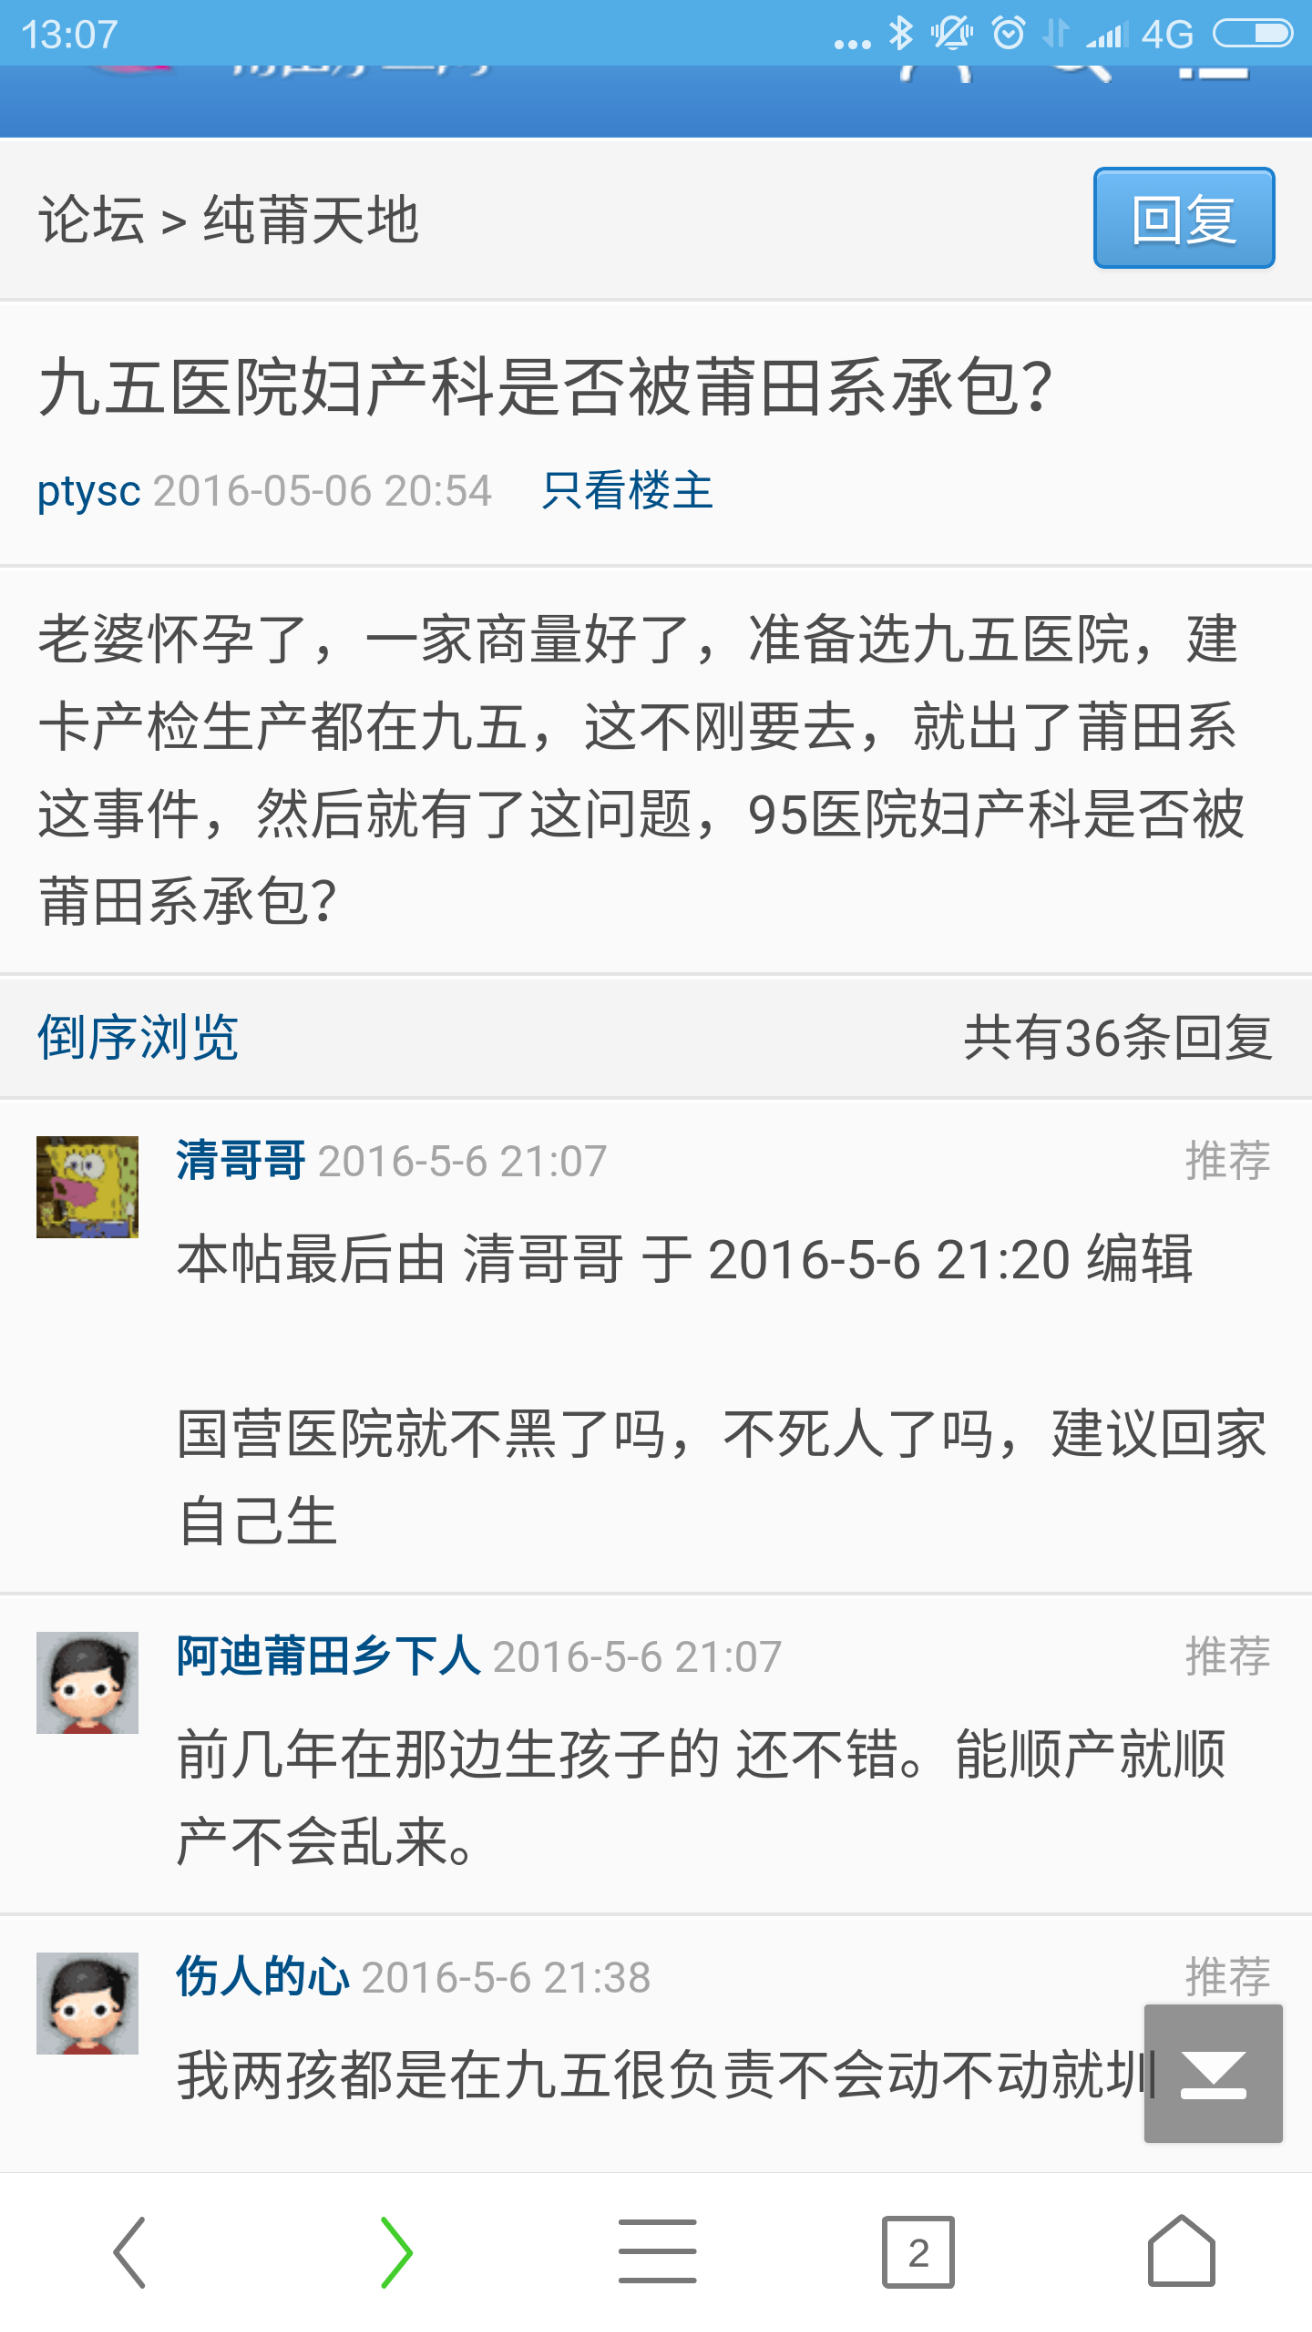 13:07
4G
论坛 > 纯莆天地
回复
九五医院妇产科是否被莆田系承包？
ptysc 2016-05-06 20:54 只看楼主
老婆怀孕了，一家商量好了，准备选九五医院，建
卡产检生产都在九五，这不刚要去，就出了莆田系
这事件，然后就有了这问题，95医院妇产科是否被
莆田系承包？
倒序浏览
共有36条回复
清哥哥 2016-5-6 21:07
推荐
本帖最后由 清哥哥 于 2016-5-6 21:20 编辑
国营医院就不黑了吗，不死人了吗，建议回家
自己生
阿迪莆田乡下人 2016-5-6 21:07
推荐
前几年在那边生孩子的 还不错。能顺产就顺
产不会乱来。
伤人的心 2016-5-6 21:38
推荐
我两孩都是在九五很负责不会动不动就圳
2